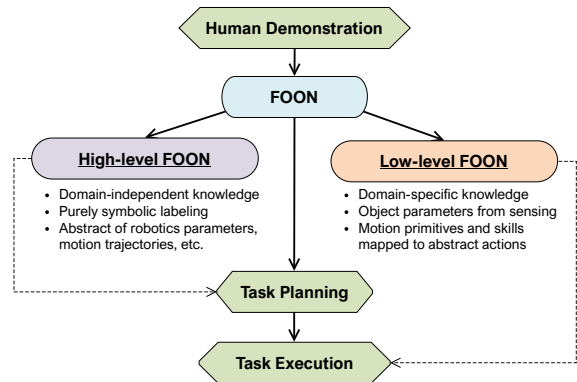 Human Demonstration
FOON
High-level FOON
• Domain-independent knowledge
• Purely symbolic labeling
• Abstract of robotics parameters,
motion trajectories, etc.
Low-level FOON
• Domain-specific knowledge
• Object parameters from sensing
• Motion primitives and skills
mapped to abstract actions
Task Planning
Task Execution